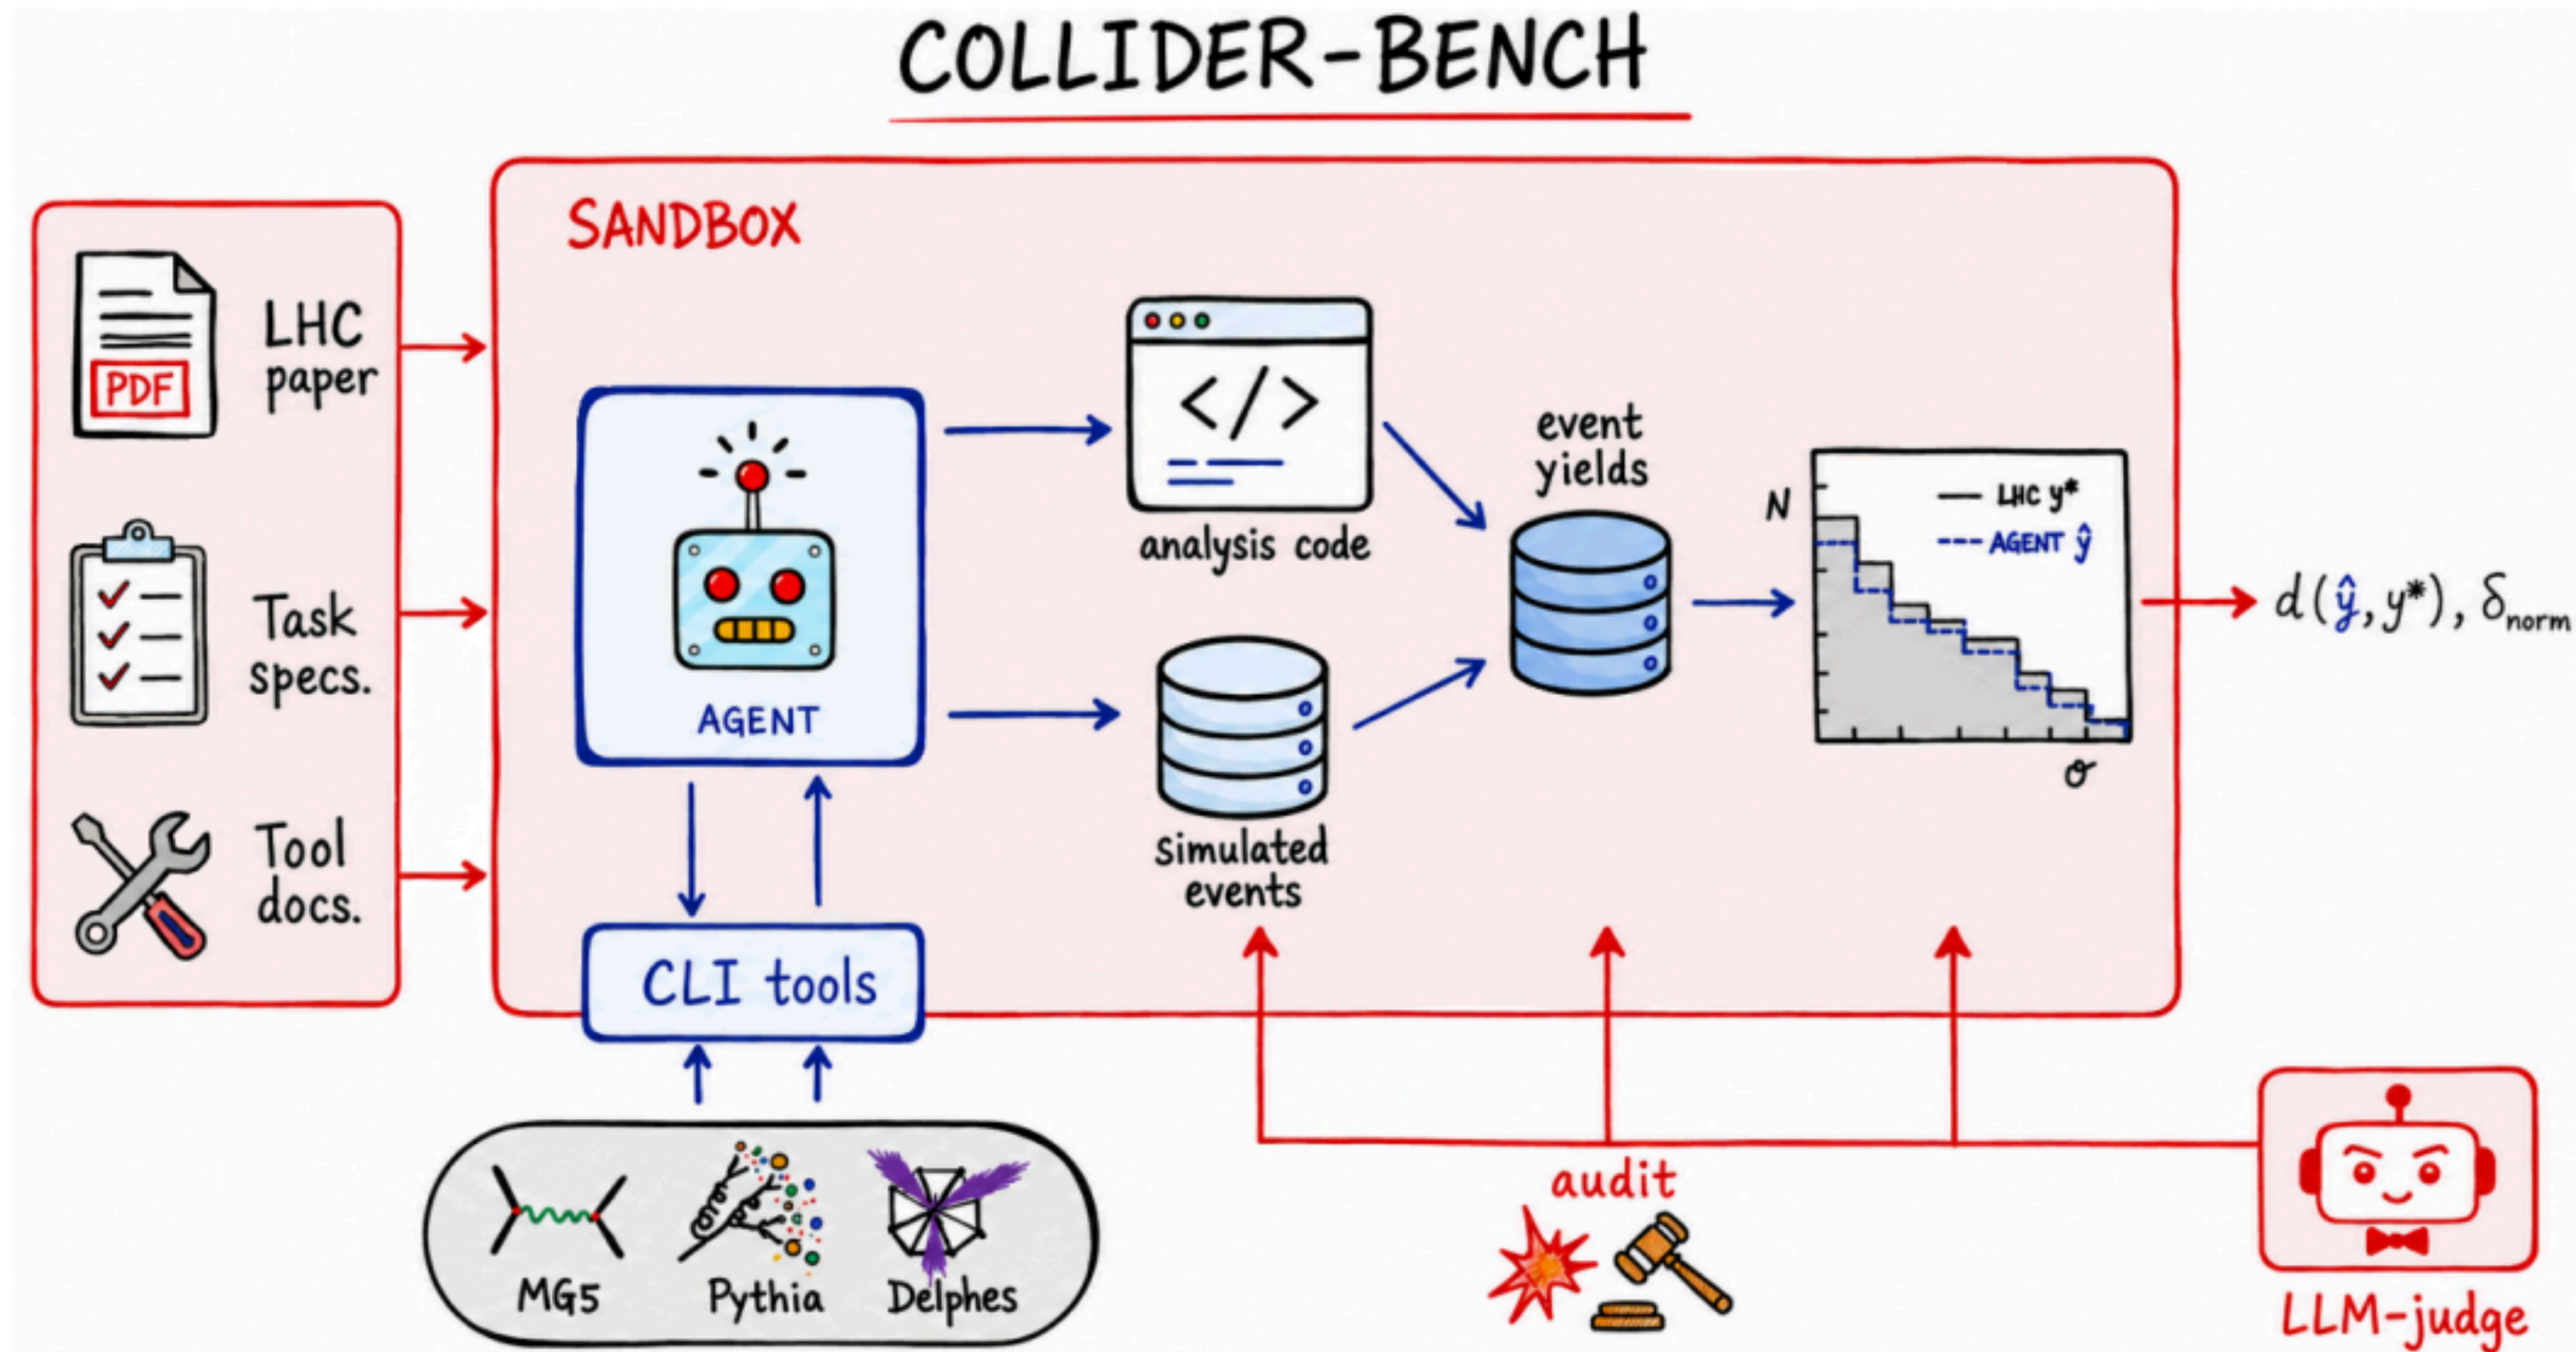 COLLIDER-BENCH
LHC
paper
PDF
Task
specs.
Tool
docs.
SANDBOX
AGENT
CLI tools
MG5
Pythia
Delphes
</>
analysis code
simulated
events
event
yields
N
LHC y*
AGENT ŷ
σ
d(ŷ, y*), δnorm
audit
LLM-judge